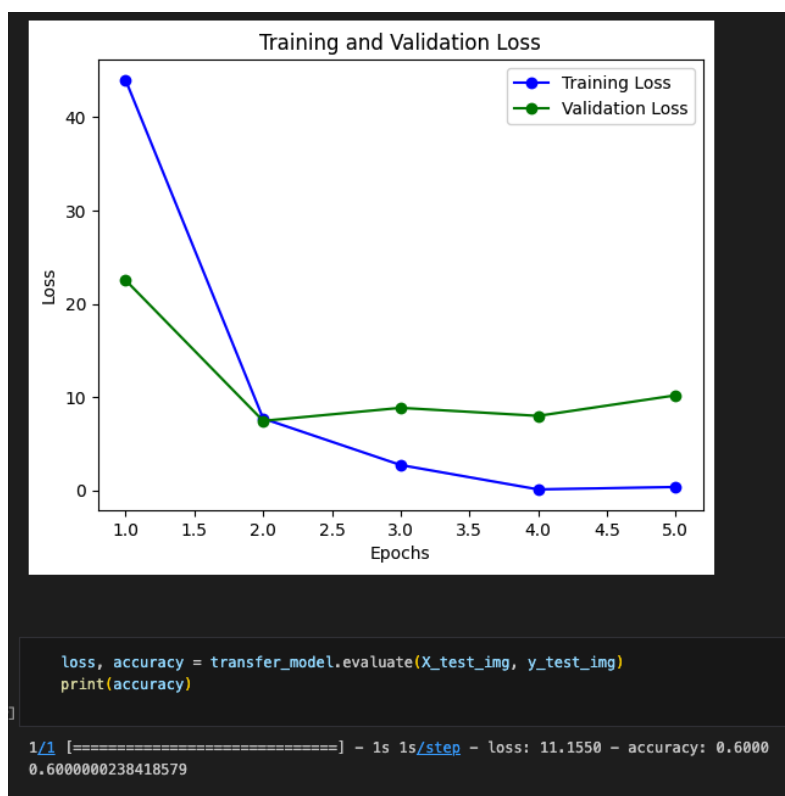 Training and Validation Loss
Training Loss
Validation Loss
40
30
20
10
0
Loss
1.0 1.5 2.0 2.5 3.0 3.5 4.0 4.5 5.0
Epochs
loss, accuracy = transfer_model.evaluate(X_test_img, y_test_img)
print(accuracy)
1/1 [==============================] - 1s 1s/step - loss: 11.1550 - accuracy: 0.6000
0.6000000238418579